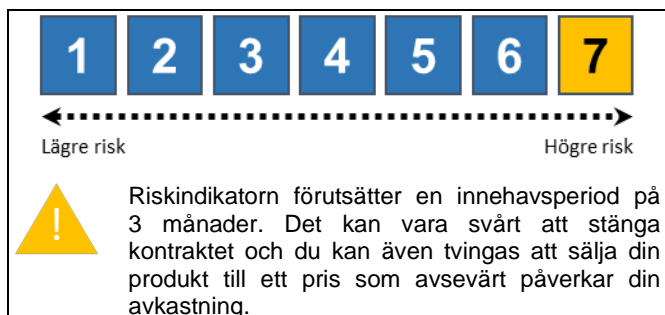 1 2 3 4 5 6 7
Lägre risk Högre risk
!
Riskindikatorn förutsätter en innehavsperiod på
3 månader. Det kan vara svårt att stänga
kontraktet och du kan även tvingas att sälja din
produkt till ett pris som avsevärt påverkar din
avkastning.